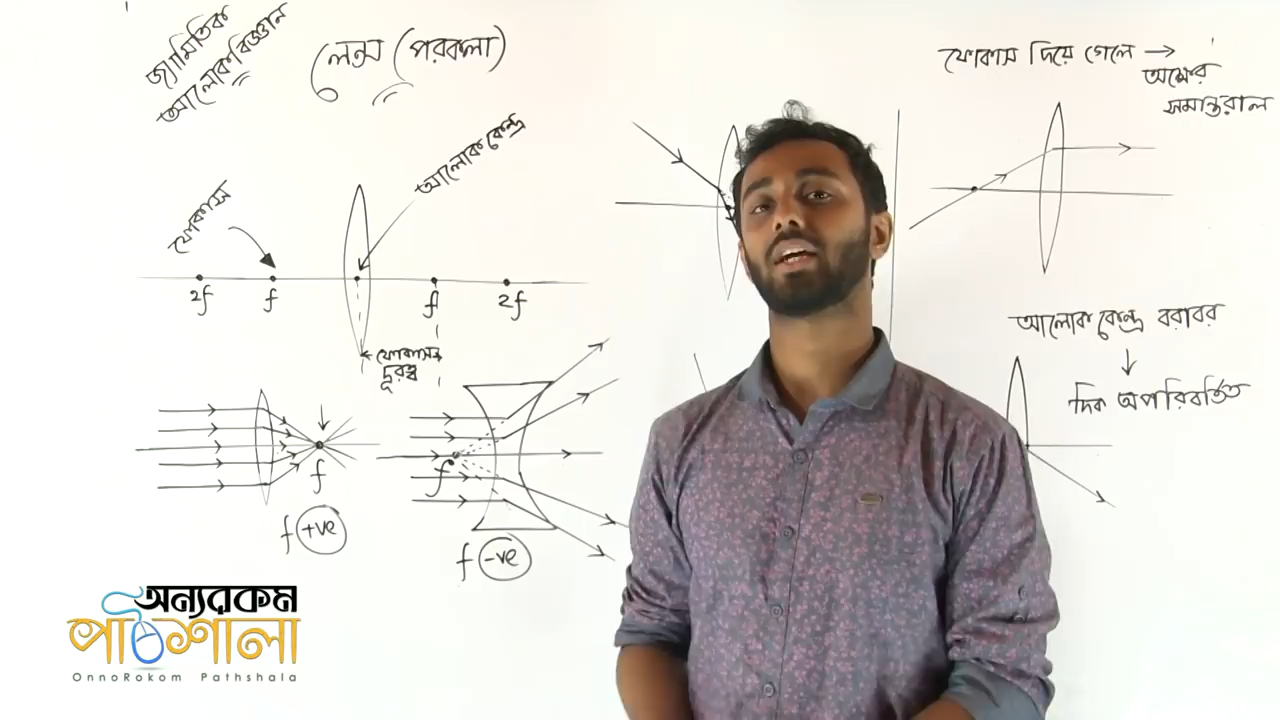 জ্যামিতিক
আলোকবিজ্ঞান
লেন্স (পরকলা)
আলোক কেন্দ্র
ফোকাস
2f
f
f
2f
ফোকাস
দূরত্ব
f
f +ve
f
f -ve
ফোকাস দিয়ে গেলে →
অক্ষের
সমান্তরাল
আলোক কেন্দ্র বরাবর
দিক অপরিবর্তিত
অন্যরকম
পাঠশালা
OnnoRokom Pathshala